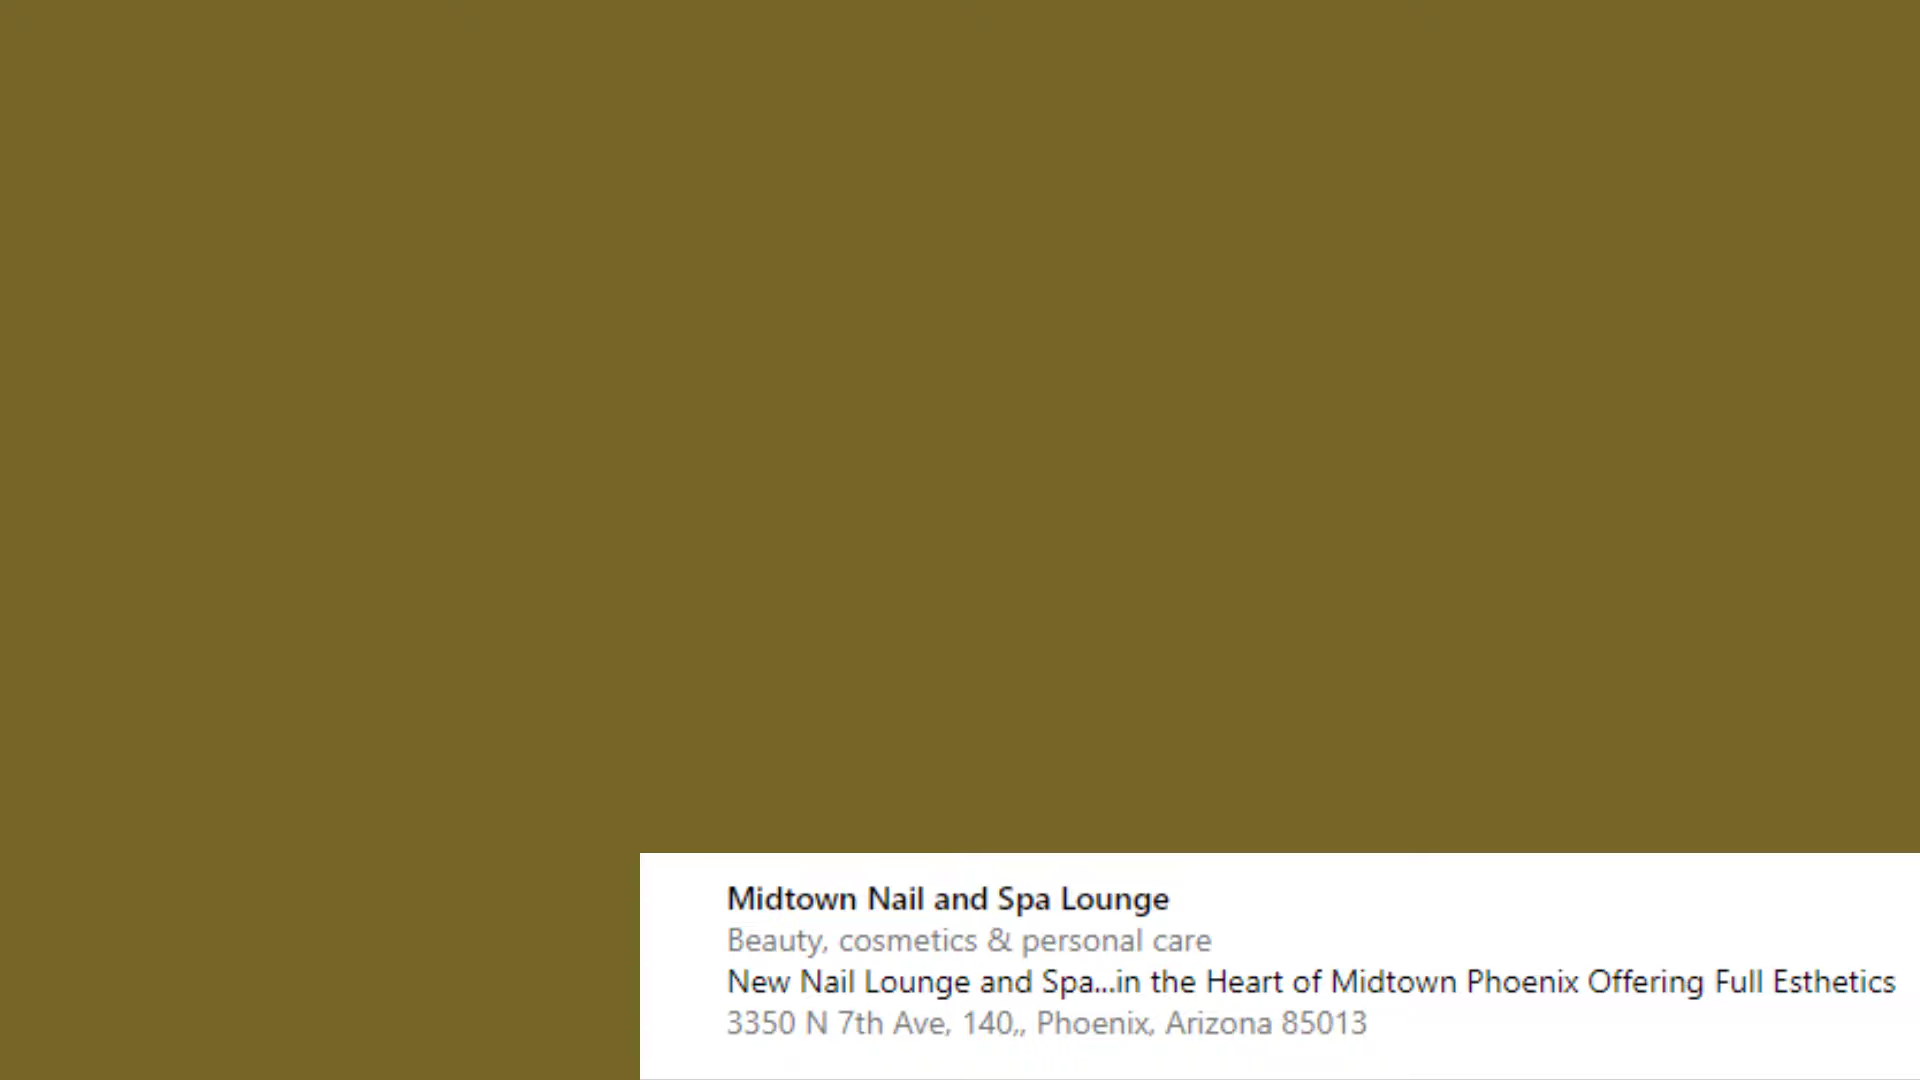 Midtown Nail and Spa Lounge
Beauty, cosmetics & personal care
New Nail Lounge and Spa...in the Heart of Midtown Phoenix Offering Full Esthetics
3350 N 7th Ave, 140,, Phoenix, Arizona 85013